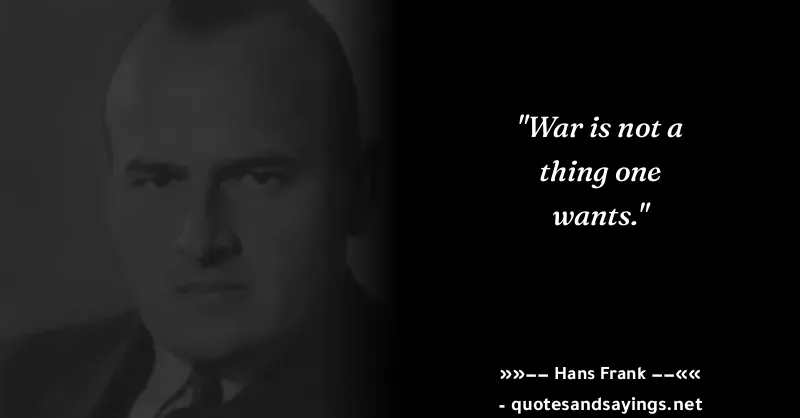 "War is not a
thing one
wants."
»»—— Hans Frank ——««
- quotesandsayings.net